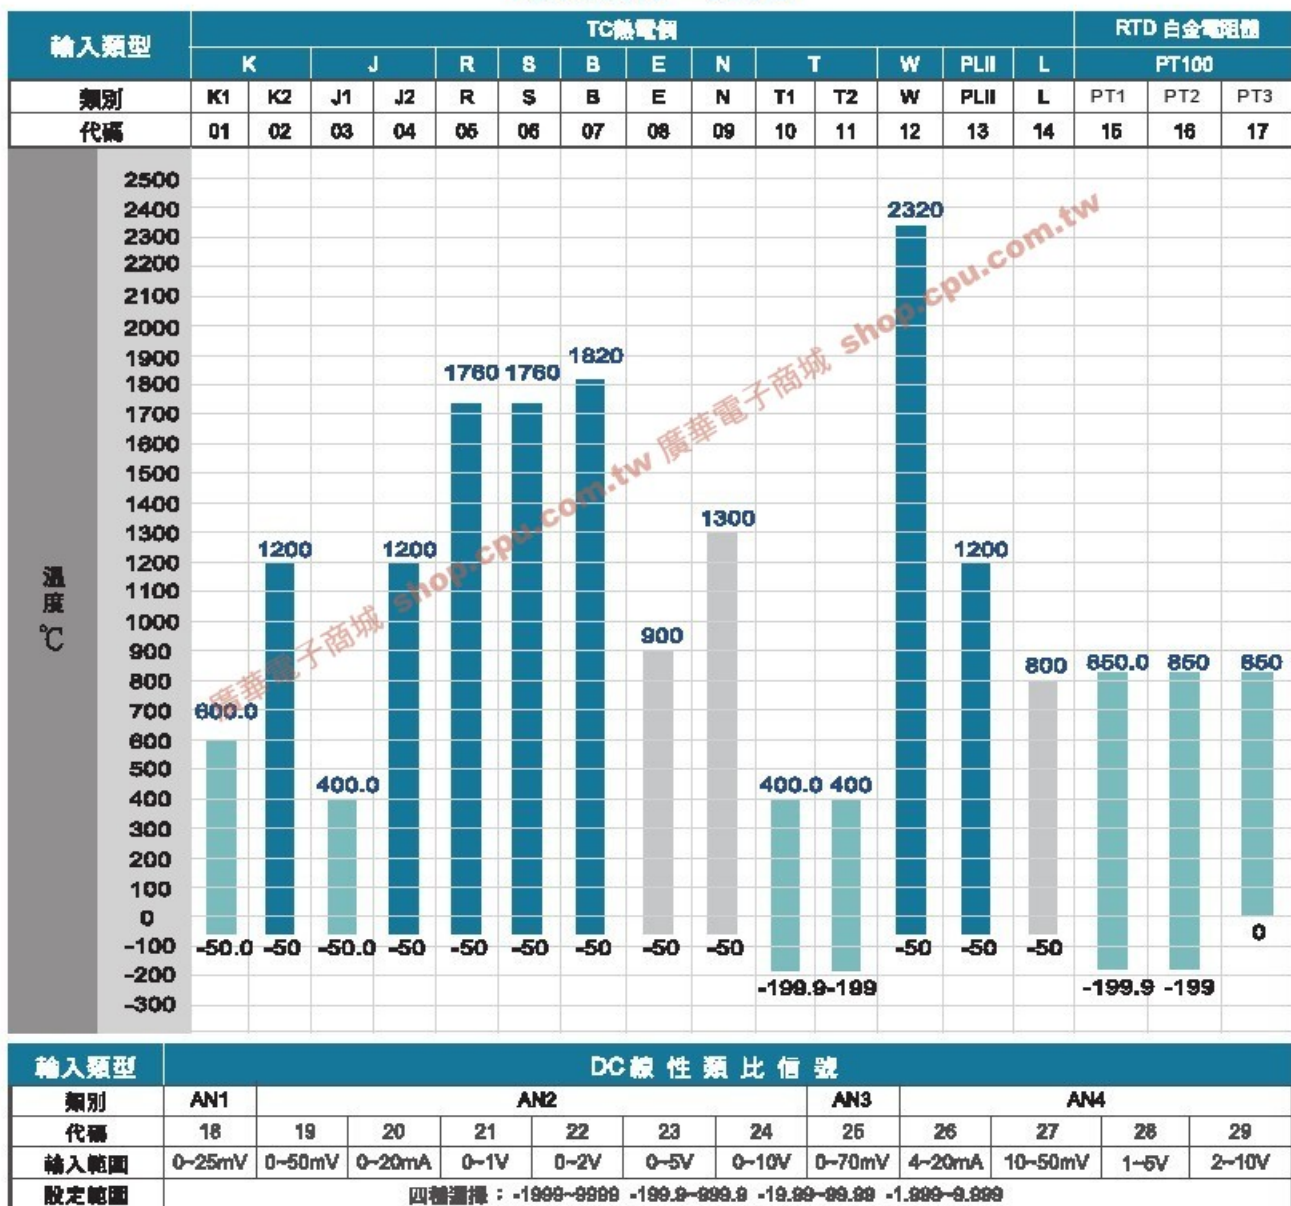 輸入類型 TC熱電偶 RTD 白金電阻體
K J R S B E N T W PLII L PT100
類別 K1 K2 J1 J2 R S B E N T1 T2 W PLII L PT1 PT2 PT3
代碼 01 02 03 04 05 06 07 08 09 10 11 12 13 14 15 16 17
溫度 ℃
2500
2400 2320
2300
2200
2100
2000
1900 1820
1800 1760 1760
1700
1600
1500
1400
1300 1300
1200 1200 1200 1200
1100
1000
900 900
800 800 850.0 850 850
700 600.0
600
500
400 400.0 400.0 400
300
200
100
0
-100 -50.0 -50 -50.0 -50 -50 -50 -50 -50 -50 -50 -50 -50 0
-200 -199.9 -199 -199.9 -199
-300
廣華電子商城 shop.cpu.com.tw 廣華電子商城 shop.cpu.com.tw
輸入類型 DC線性類比信號
類別 AN1 AN2 AN3 AN4
代碼 18 19 20 21 22 23 24 25 26 27 28 29
輸入範圍 0~25mV 0~50mV 0~20mA 0~1V 0~2V 0~5V 0~10V 0~70mV 4~20mA 10~50mV 1~5V 2~10V
設定範圍 四種選擇：-1999~9999 -199.9~999.9 -19.99~99.99 -1.999~9.999